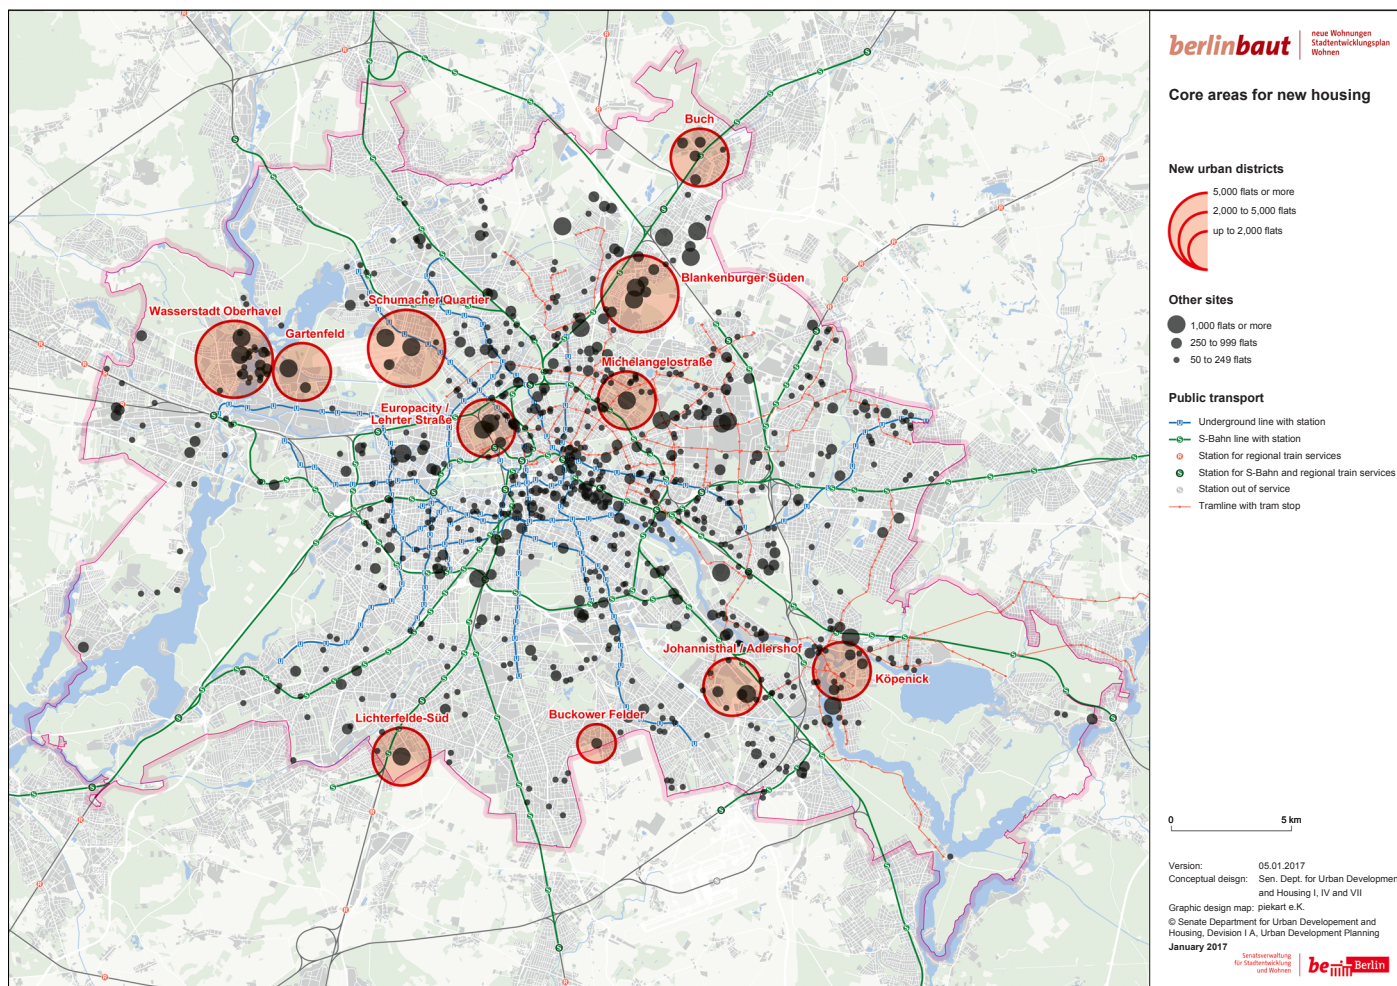 Buch
Blankenburger Süden
Schumacher Quartier
Wasserstadt Oberhavel
Gartenfeld
Michelangelostraße
Europacity /
Lehrter Straße
Johannisthal / Adlershof
Köpenick
Lichterfelde-Süd
Buckower Felder
berlinbaut
neue Wohnungen
Stadtentwicklungsplan
Wohnen
Core areas for new housing
New urban districts
5,000 flats or more
2,000 to 5,000 flats
up to 2,000 flats
Other sites
1,000 flats or more
250 to 999 flats
50 to 249 flats
Public transport
Underground line with station
S-Bahn line with station
Station for regional train services
Station for S-Bahn and regional train services
Station out of service
Tramline with tram stop
0 5 km
Version: 05.01.2017
Conceptual deisgn: Sen. Dept. for Urban Developmen
and Housing I, IV and VII
Graphic design map: piekart e.K.
© Senate Department for Urban Developement and
Housing, Devision I A, Urban Development Planning
January 2017
Senatsverwaltung
für Stadtentwicklung
und Wohnen
be Berlin